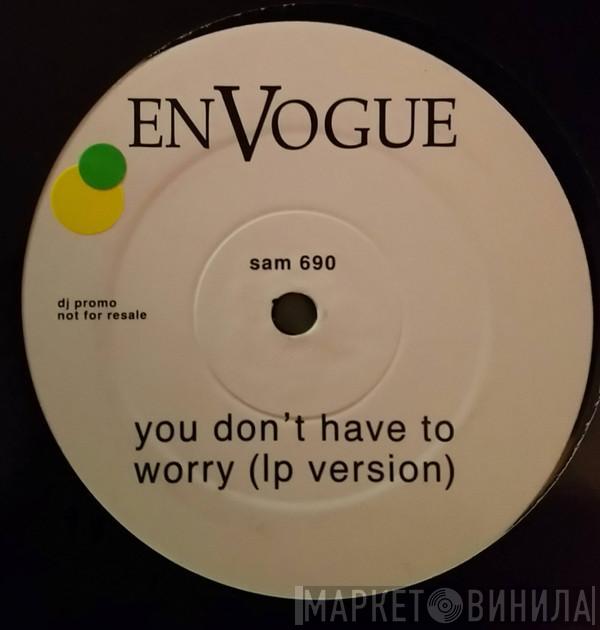 ENVOGUE
sam 690
dj promo
not for resale
you don't have to
worry (lp version)
МАРКЕТ ВИНИЛА